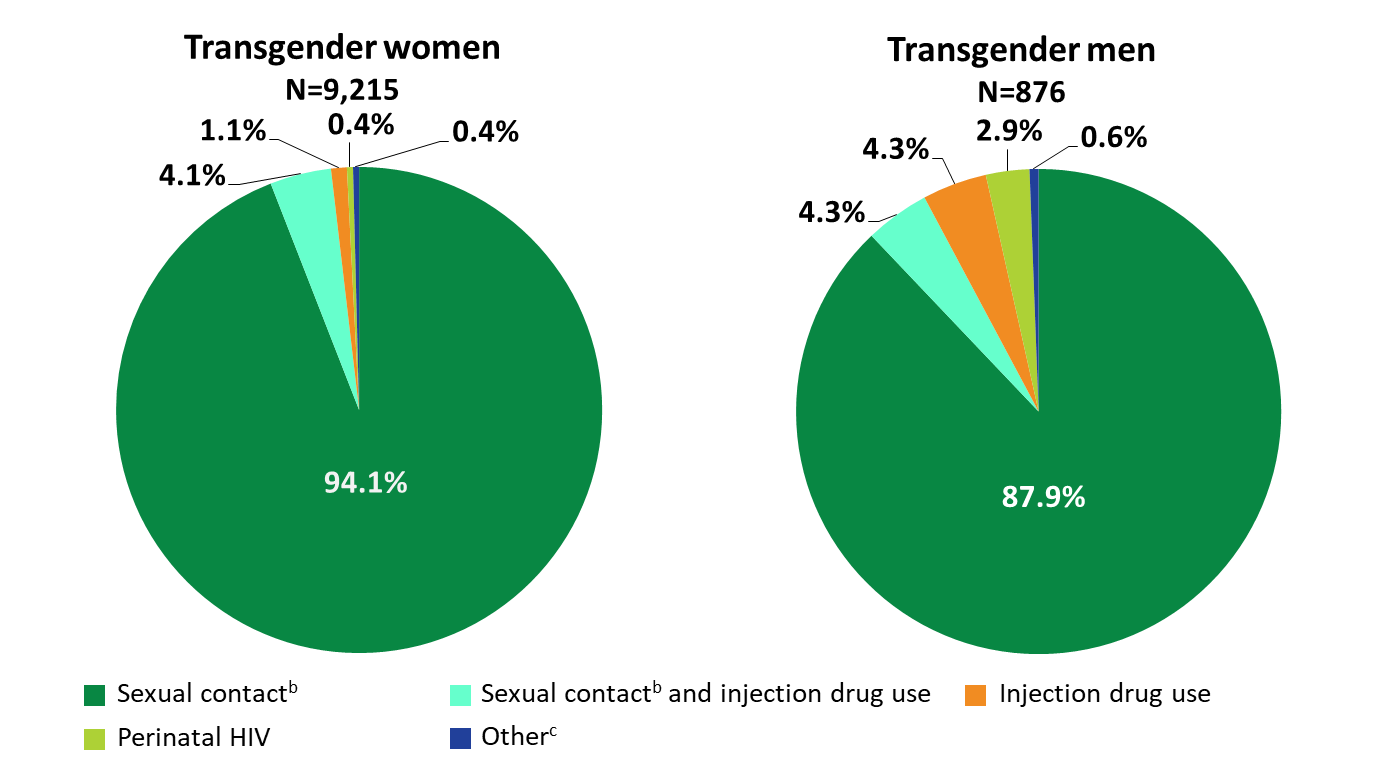 Transgender women
N=9,215
1.1%
0.4%
0.4%
4.1%
94.1%
Transgender men
N=876
4.3%
2.9%
0.6%
4.3%
87.9%
Sexual contactᵇ
Sexual contactᵇ and injection drug use
Injection drug use
Perinatal HIV
Otherᶜ